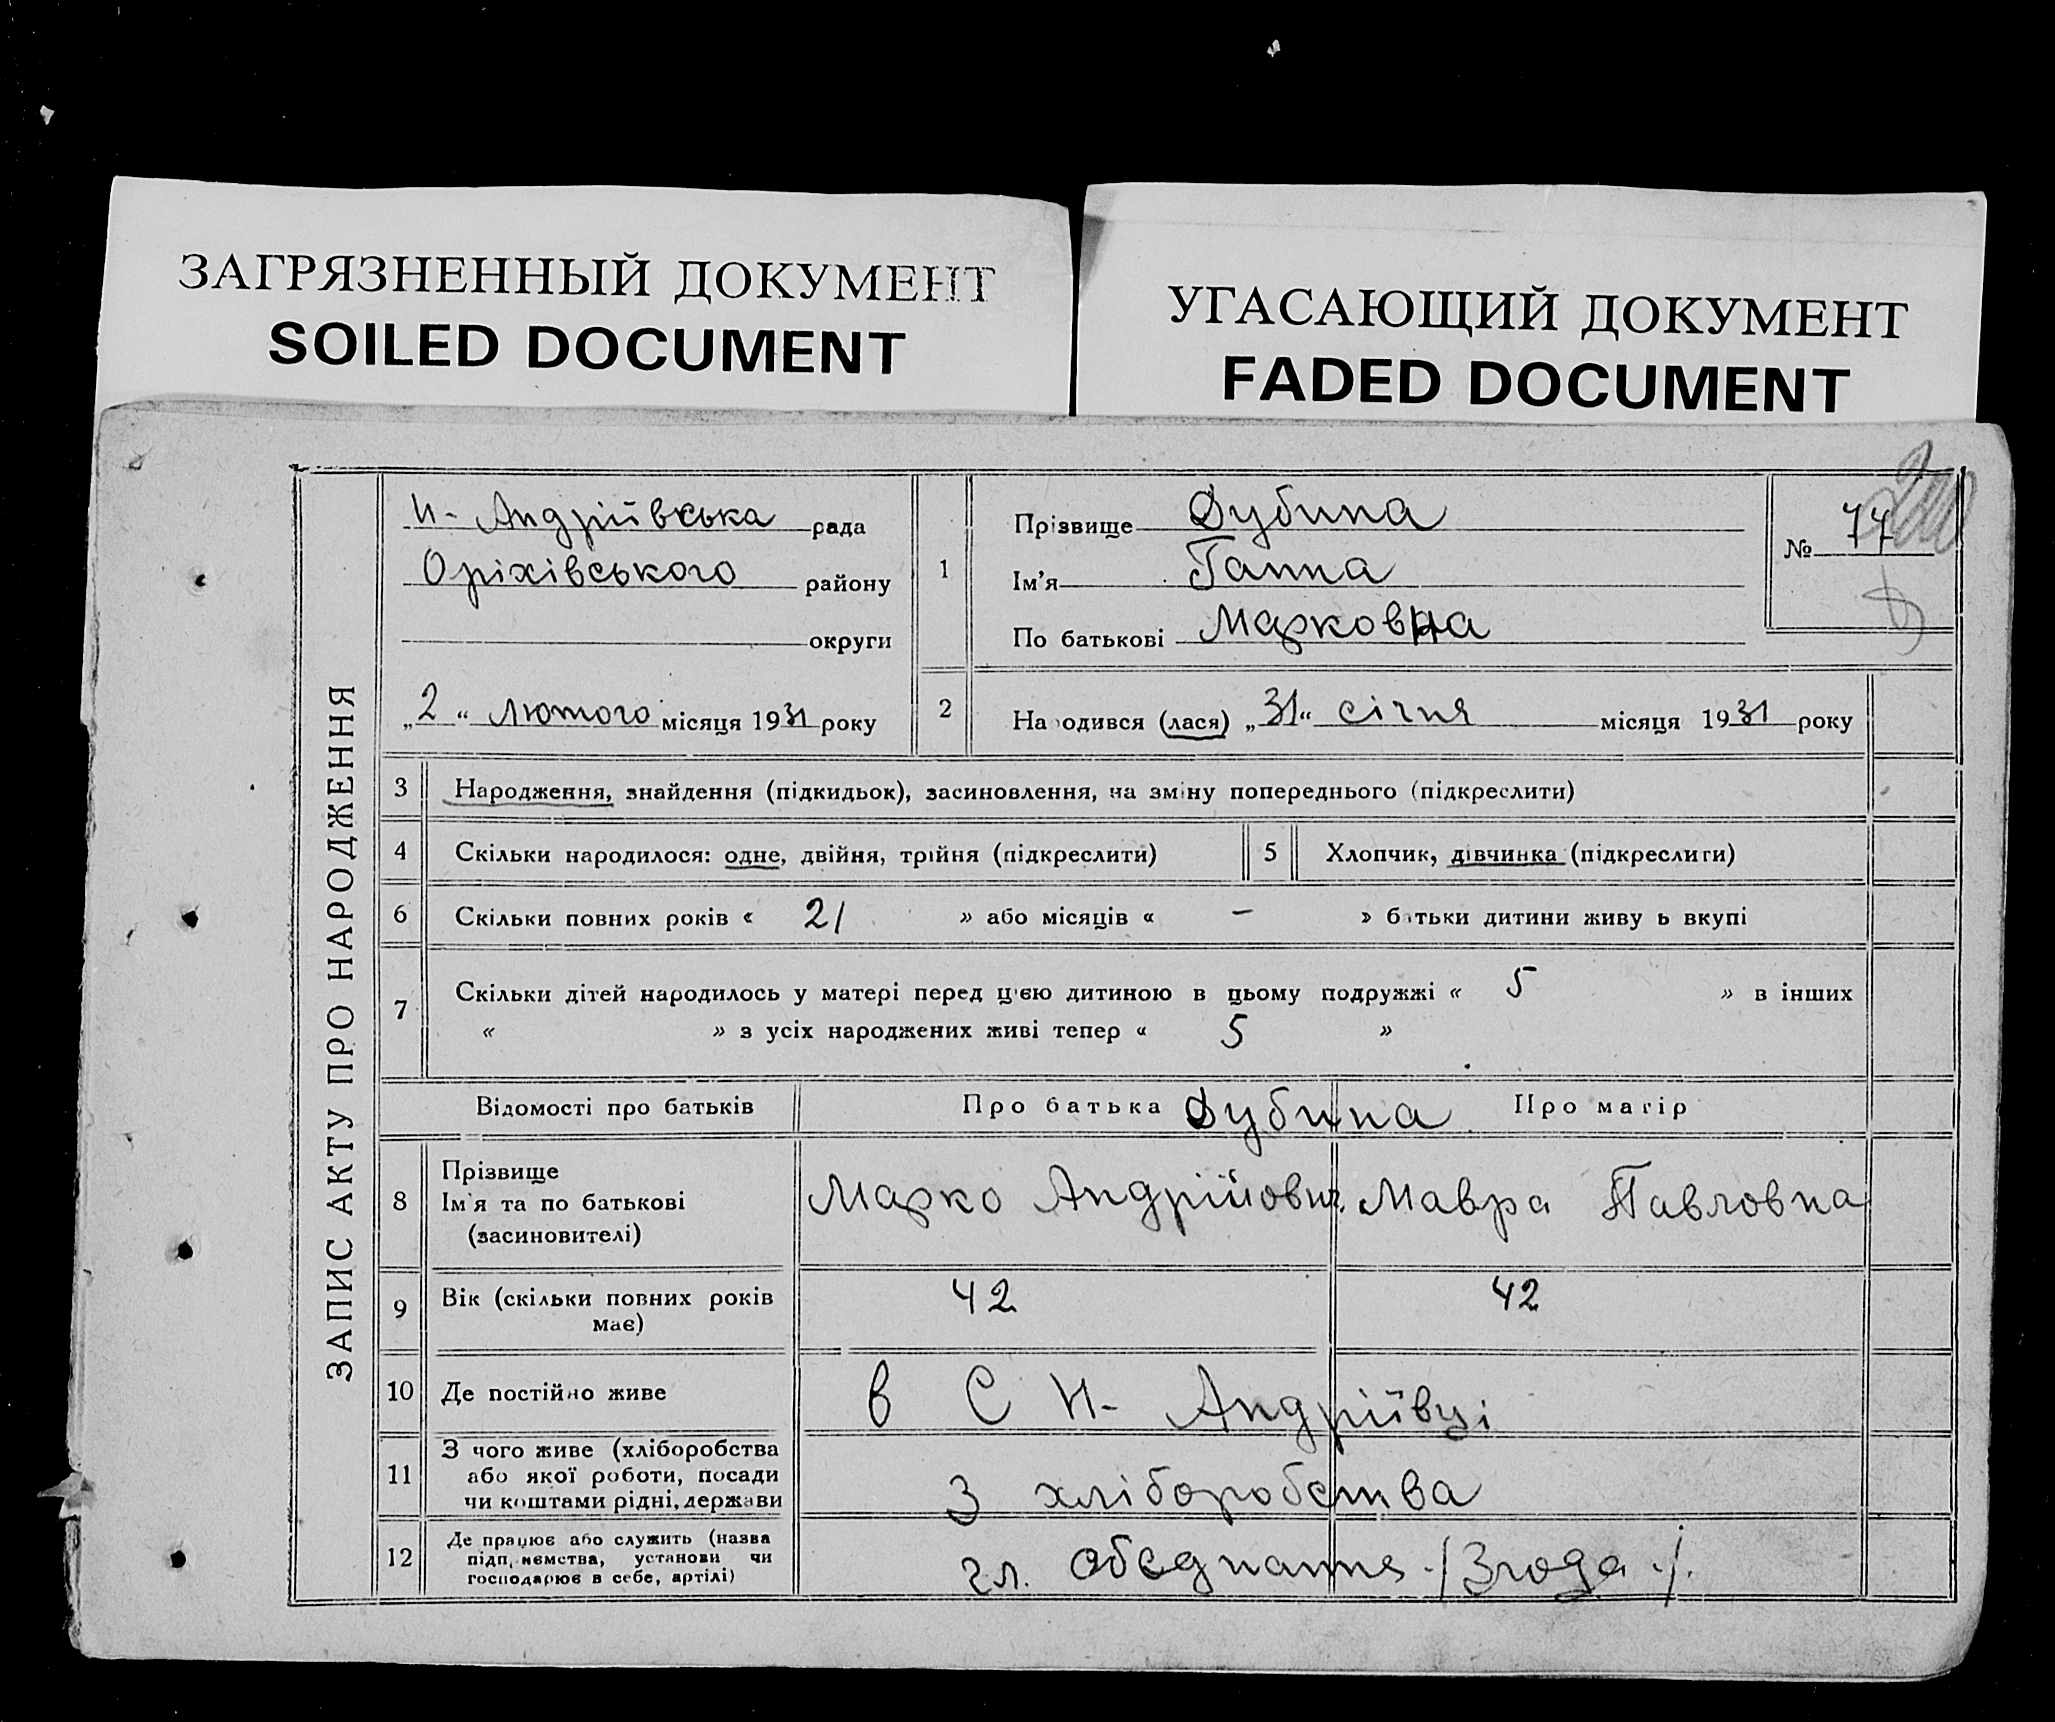 ЗАГРЯЗНЕННЫЙ ДОКУМЕНТ
SOILED DOCUMENT
УГАСАЮЩИЙ ДОКУМЕНТ
FADED DOCUMENT
ЗАПИС АКТУ ПРО НАРОДЖЕННЯ
Н- Андріівська рада
Оріхівського району
округи
„2“ лютого місяця 1931 року
1
Прізвище Дубина
Ім'я Ганна
По батькові Марковна
№ 77
2 Народився (лася) „31“ січня місяця 1931 року
3 Народження, знайдення (підкидьок), засиновлення, на зміну попереднього (підкреслити)
4 Скільки народилося: одне, двійня, трійня (підкреслити) 5 Хлопчик, дівчинка (підкреслити)
6 Скільки повних років « 21 » або місяців « – » батьки дитини живуть вкупі
7 Скільки дітей народилось у матері перед цією дитиною в цьому подружжі « 5 » в інших
« » з усіх народжених живі тепер « 5 »
Відомості про батьків Про батька Дубина Про матір
8 Прізвище
Ім'я та по батькові Марко Андрійович Мавра Павловна
(засиновителі)
9 Вік (скільки повних років має) 42 42
10 Де постійно живе в С Н- Андріївці
11 З чого живе (хліборобства
або якої роботи, посади
чи коштами рідні, держави З хліборобства
12 Де працює або служить (назва
підприємства, установи чи
господарює в себе, артілі) чл. обєднання ./Згода ./.